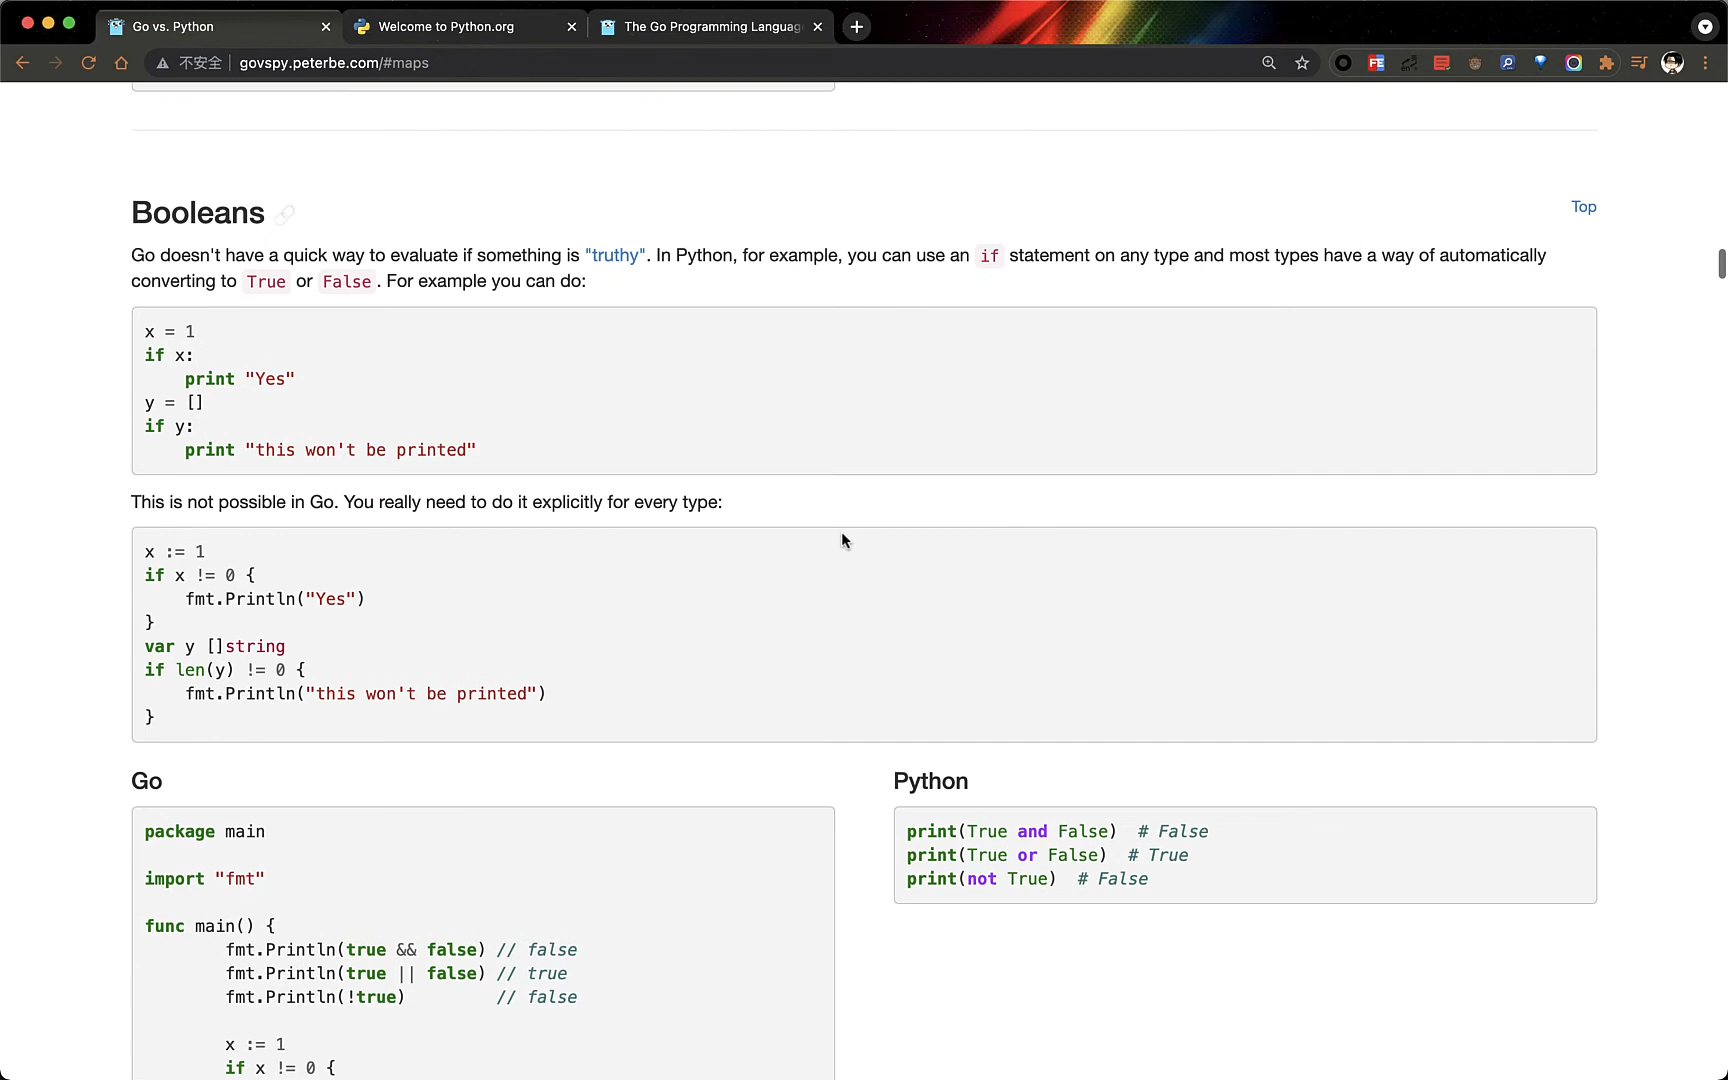 Go vs. Python
Welcome to Python.org
The Go Programming Languag
不安全
govspy.peterbe.com/#maps
Booleans
Top
Go doesn't have a quick way to evaluate if something is "truthy". In Python, for example, you can use an if statement on any type and most types have a way of automatically
converting to True or False. For example you can do:
x = 1
if x:
    print "Yes"
y = []
if y:
    print "this won't be printed"
This is not possible in Go. You really need to do it explicitly for every type:
x := 1
if x != 0 {
    fmt.Println("Yes")
}
var y []string
if len(y) != 0 {
    fmt.Println("this won't be printed")
}
Go
package main
import "fmt"
func main() {
        fmt.Println(true && false) // false
        fmt.Println(true || false) // true
        fmt.Println(!true)         // false
        x := 1
        if x != 0 {
Python
print(True and False)  # False
print(True or False)  # True
print(not True)  # False